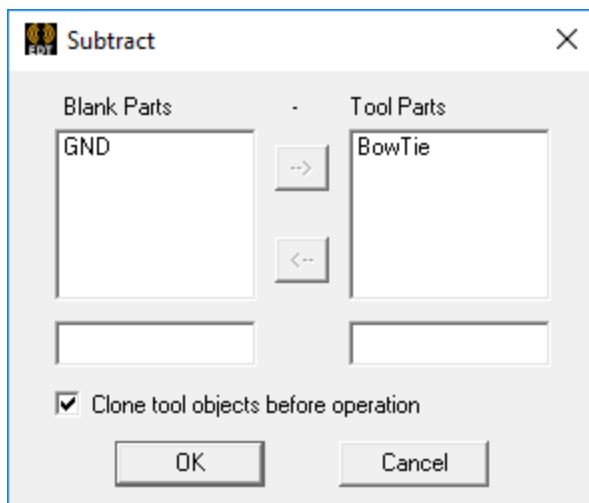 EDT Subtract
Blank Parts - Tool Parts
GND BowTie
-->
<--
Clone tool objects before operation
OK Cancel